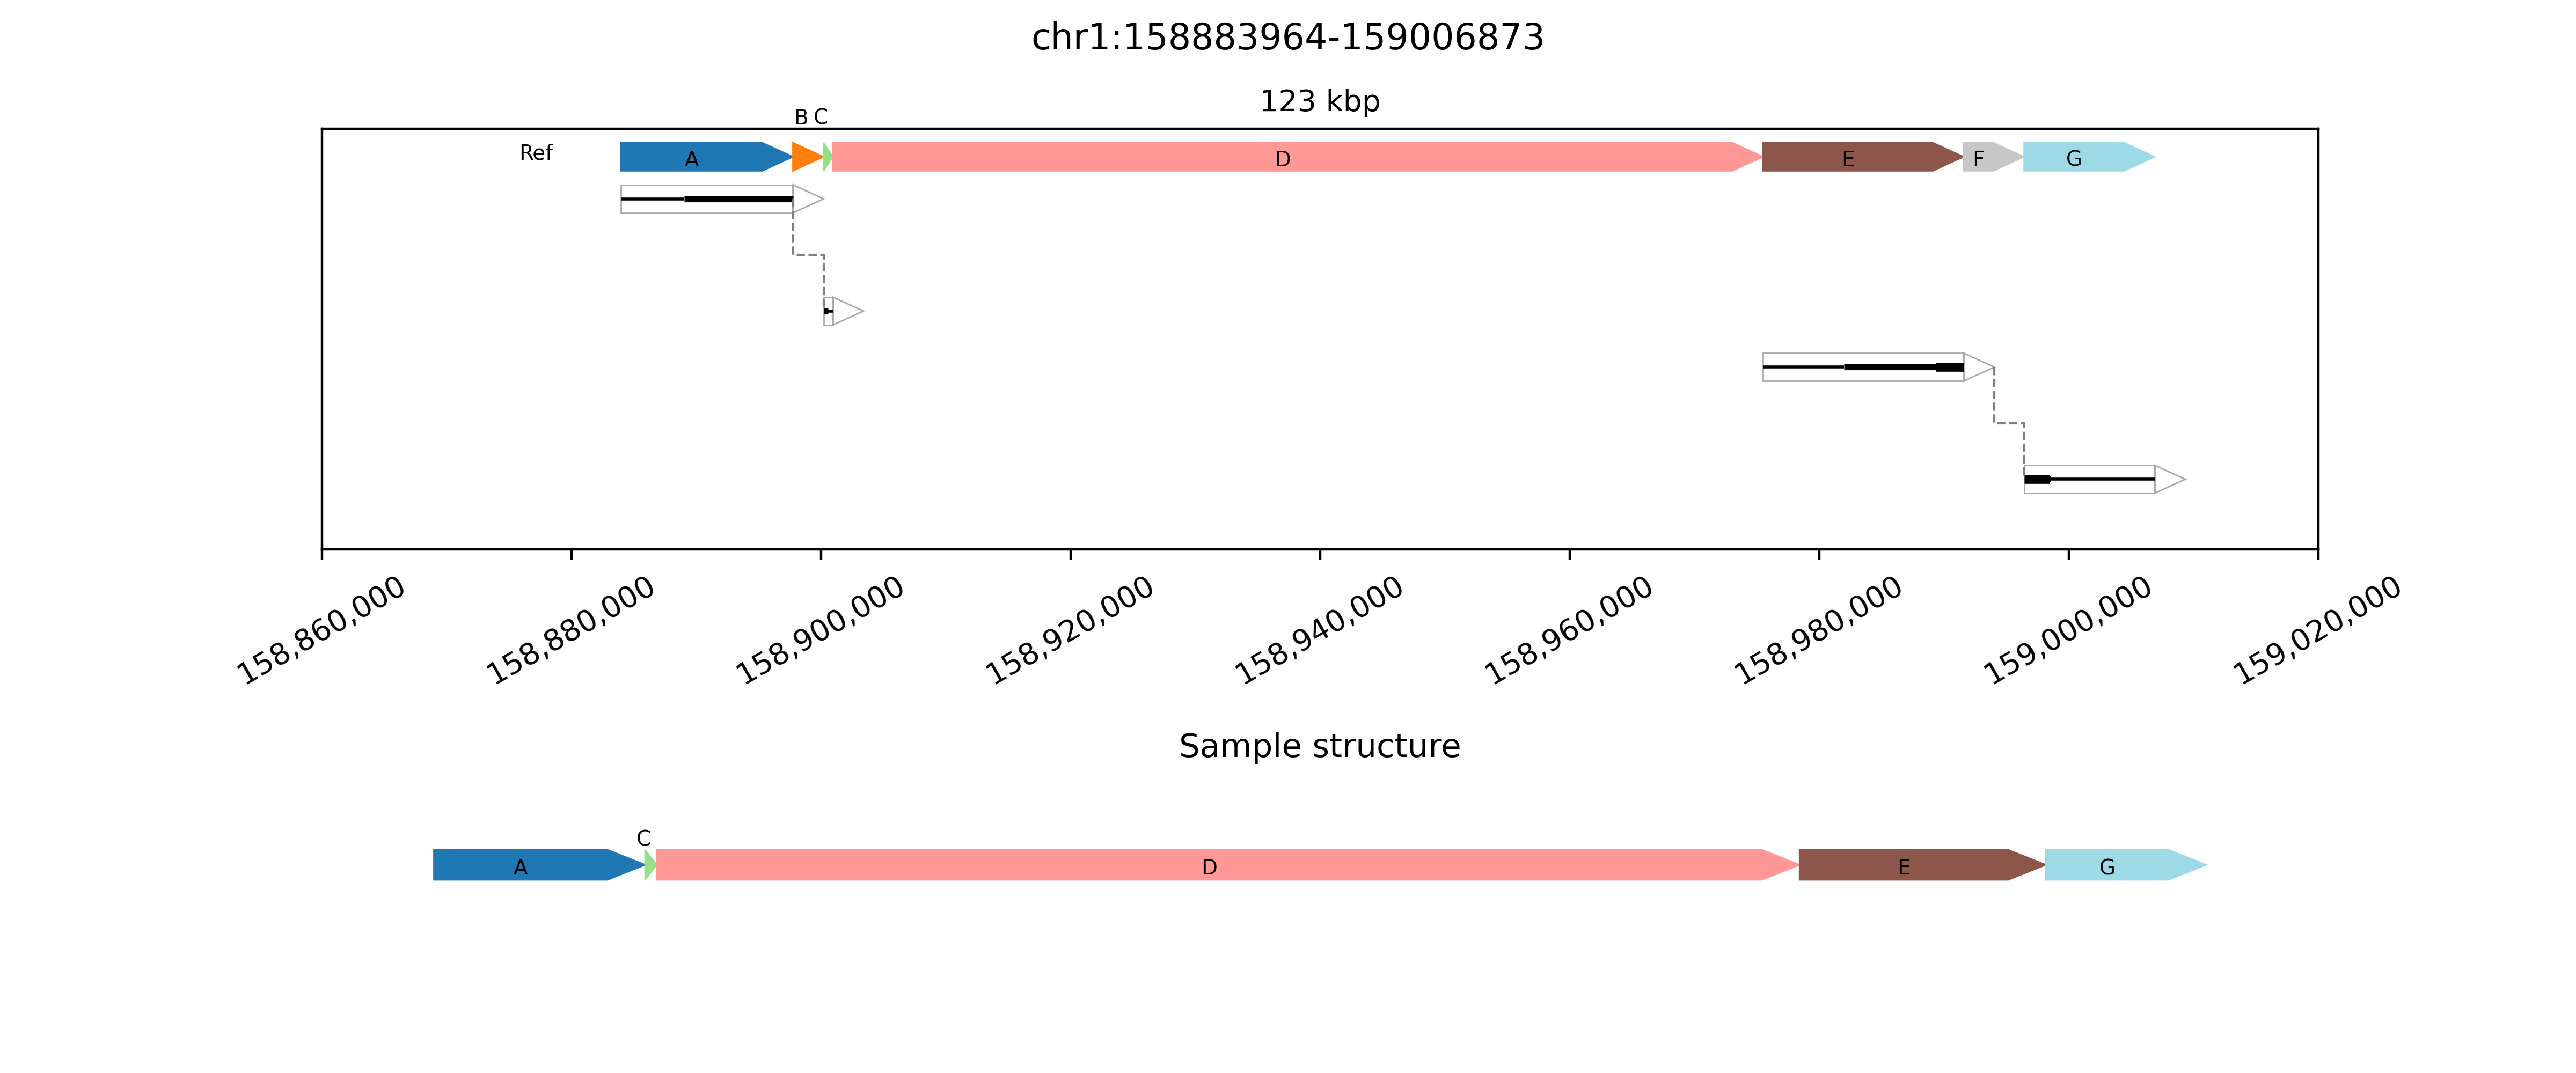 chr1:158883964-159006873
123 kbp
B C
Ref A D E F G
158,860,000 158,880,000 158,900,000 158,920,000 158,940,000 158,960,000 158,980,000 159,000,000 159,020,000
Sample structure
C
A D E G